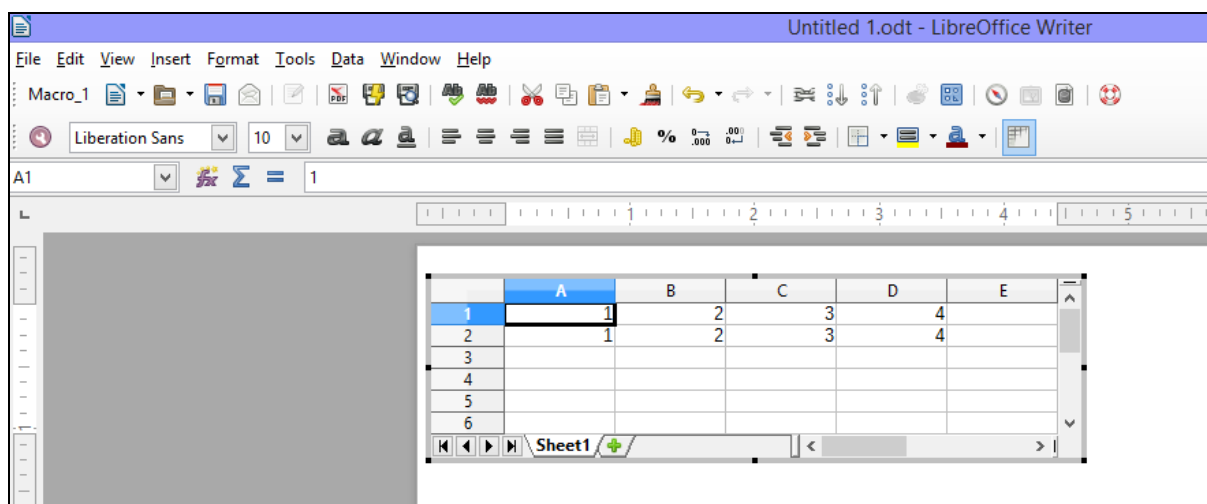 Untitled 1.odt - LibreOffice Writer
File Edit View Insert Format Tools Data Window Help
Macro_1
Liberation Sans 10
A1 1
1 2 3 4 5
A B C D E
1 1 2 3 4
2 1 2 3 4
3
4
5
6
Sheet1
1